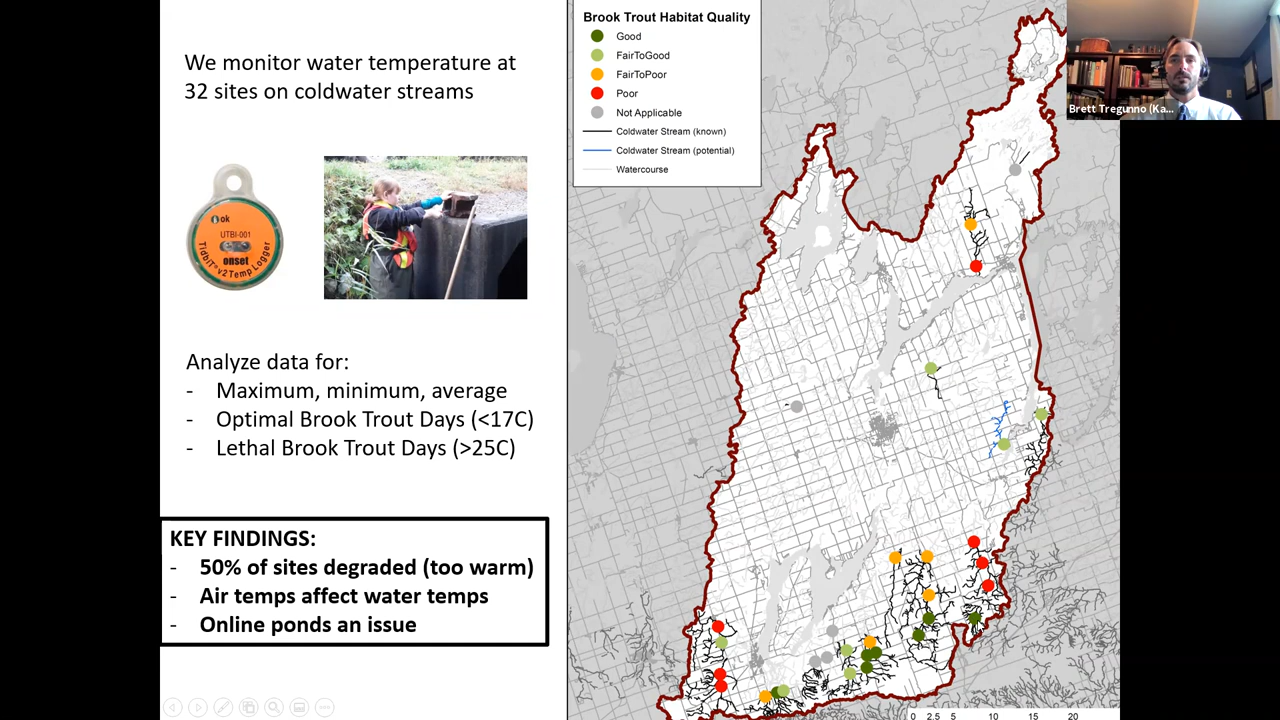 We monitor water temperature at
32 sites on coldwater streams
ok
UTBI-001
onset
TidbiT® v2 Temp Logger
Analyze data for:
- Maximum, minimum, average
- Optimal Brook Trout Days (<17C)
- Lethal Brook Trout Days (>25C)
KEY FINDINGS:
- 50% of sites degraded (too warm)
- Air temps affect water temps
- Online ponds an issue
Brook Trout Habitat Quality
Good
FairToGood
FairToPoor
Poor
Not Applicable
Coldwater Stream (known)
Coldwater Stream (potential)
Watercourse
0 2.5 5 10 15 20
Brett Tregunno (Ka...